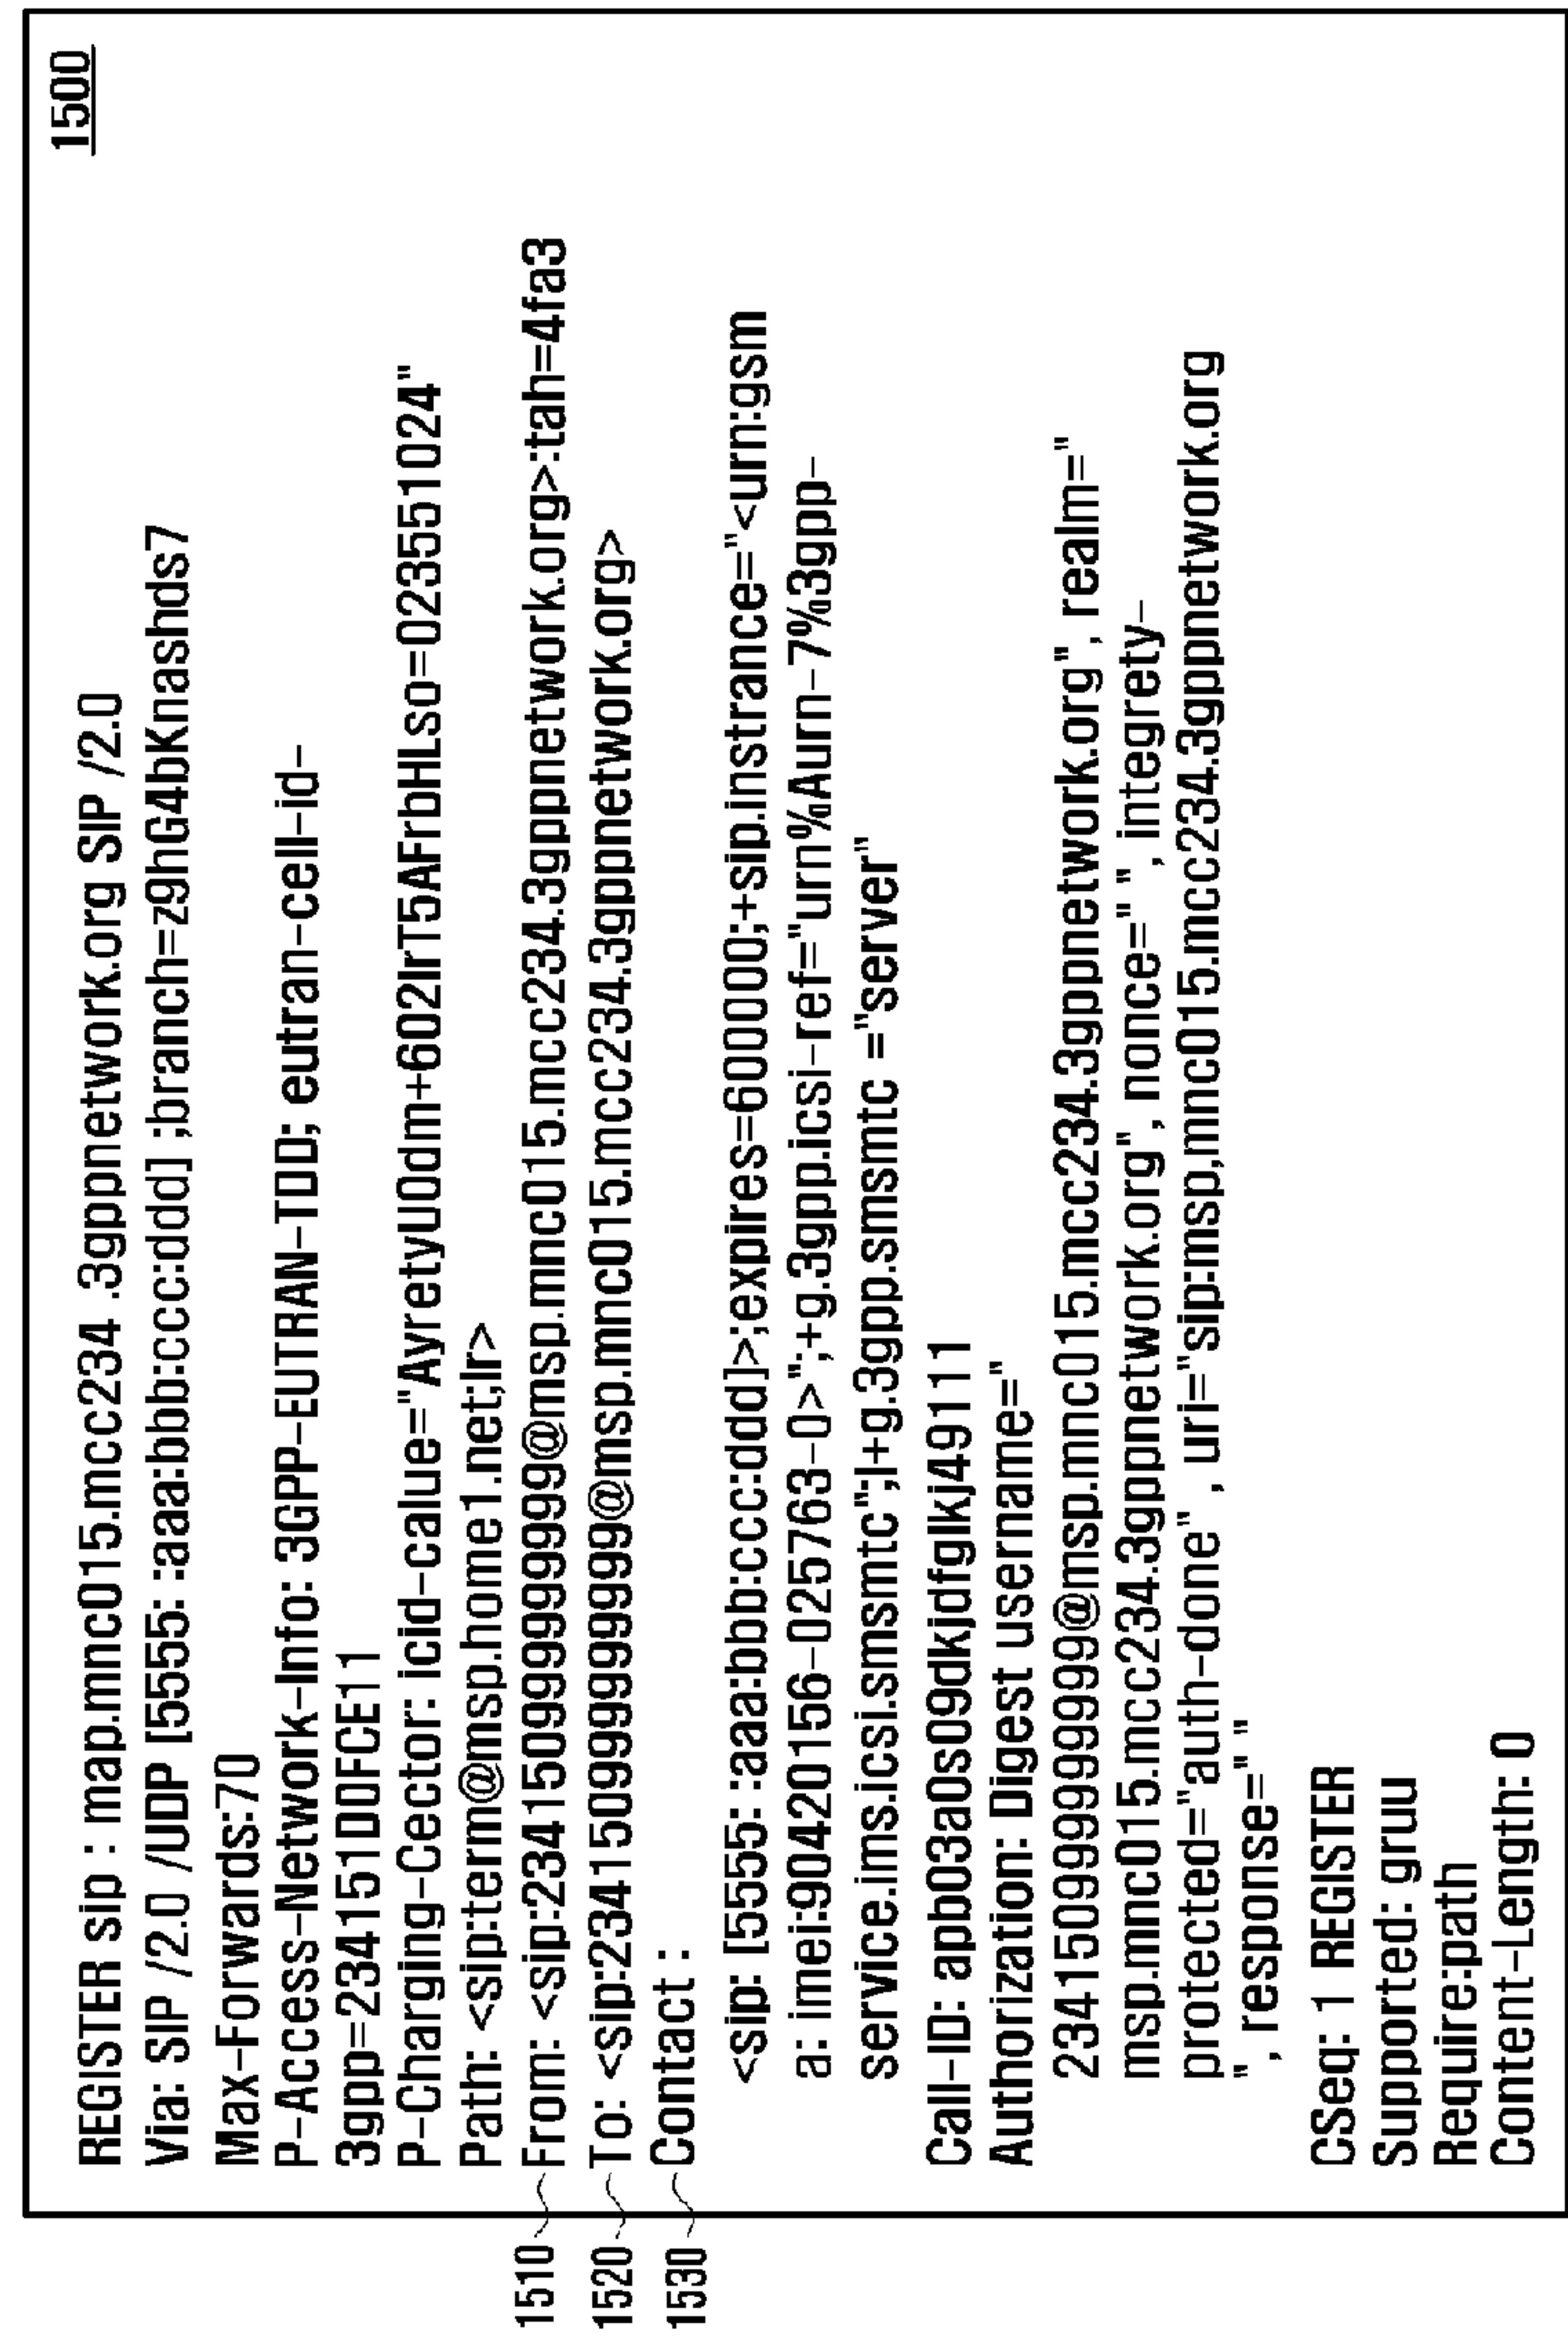 1500
REGISTER sip : map.mnc015.mcc234 .3gppnetwork.org SIP /2.0
Via: SIP /2.0 /UDP [5555: :aaa:bbb:ccc:ddd] ;branch=z9hG4bKnashds7
Max-Forwards:70
P-Access-Network-Info: 3GPP-EUTRAN-TDD; eutran-cell-id-
3gpp=234151DDFCE11
P-Charging-Cector: icid-calue="AyretyU0dm+602IrT5AFrbHLso=023551024"
Path: <sip:term@msp.home1.net;lr>
1510 From: <sip:234150999999999@msp.mnc015.mcc234.3gppnetwork.org>:tah=4fa3
1520 To: <sip:234150999999999@msp.mnc015.mcc234.3gppnetwork.org>
1530 Contact :
<sip: [5555: :aaa:bbb:ccc:ddd]>;expires=600000;+sip.instrance="<urn:gsm
a: imei:90420156-025763-0>";+g.3gpp.icsi-ref="urn%Aurn-7%3gpp-
service.ims.icsi.smsmtc";l+g.3gpp.smsmtc ="server"
Call-ID: apb03a0s09dkjdfglkj49111
Authorization: Digest username="
234150999999999@msp.mnc015.mcc234.3gppnetwork.org", realm="
msp.mnc015.mcc234.3gppnetwork.org", nonce=" ", integrety-
protected="auth-done" , uri="sip:msp,mnc015.mcc234.3gppnetwork.org
", response=" "
CSeq: 1 REGISTER
Supported: gruu
Require:path
Content-Length: 0